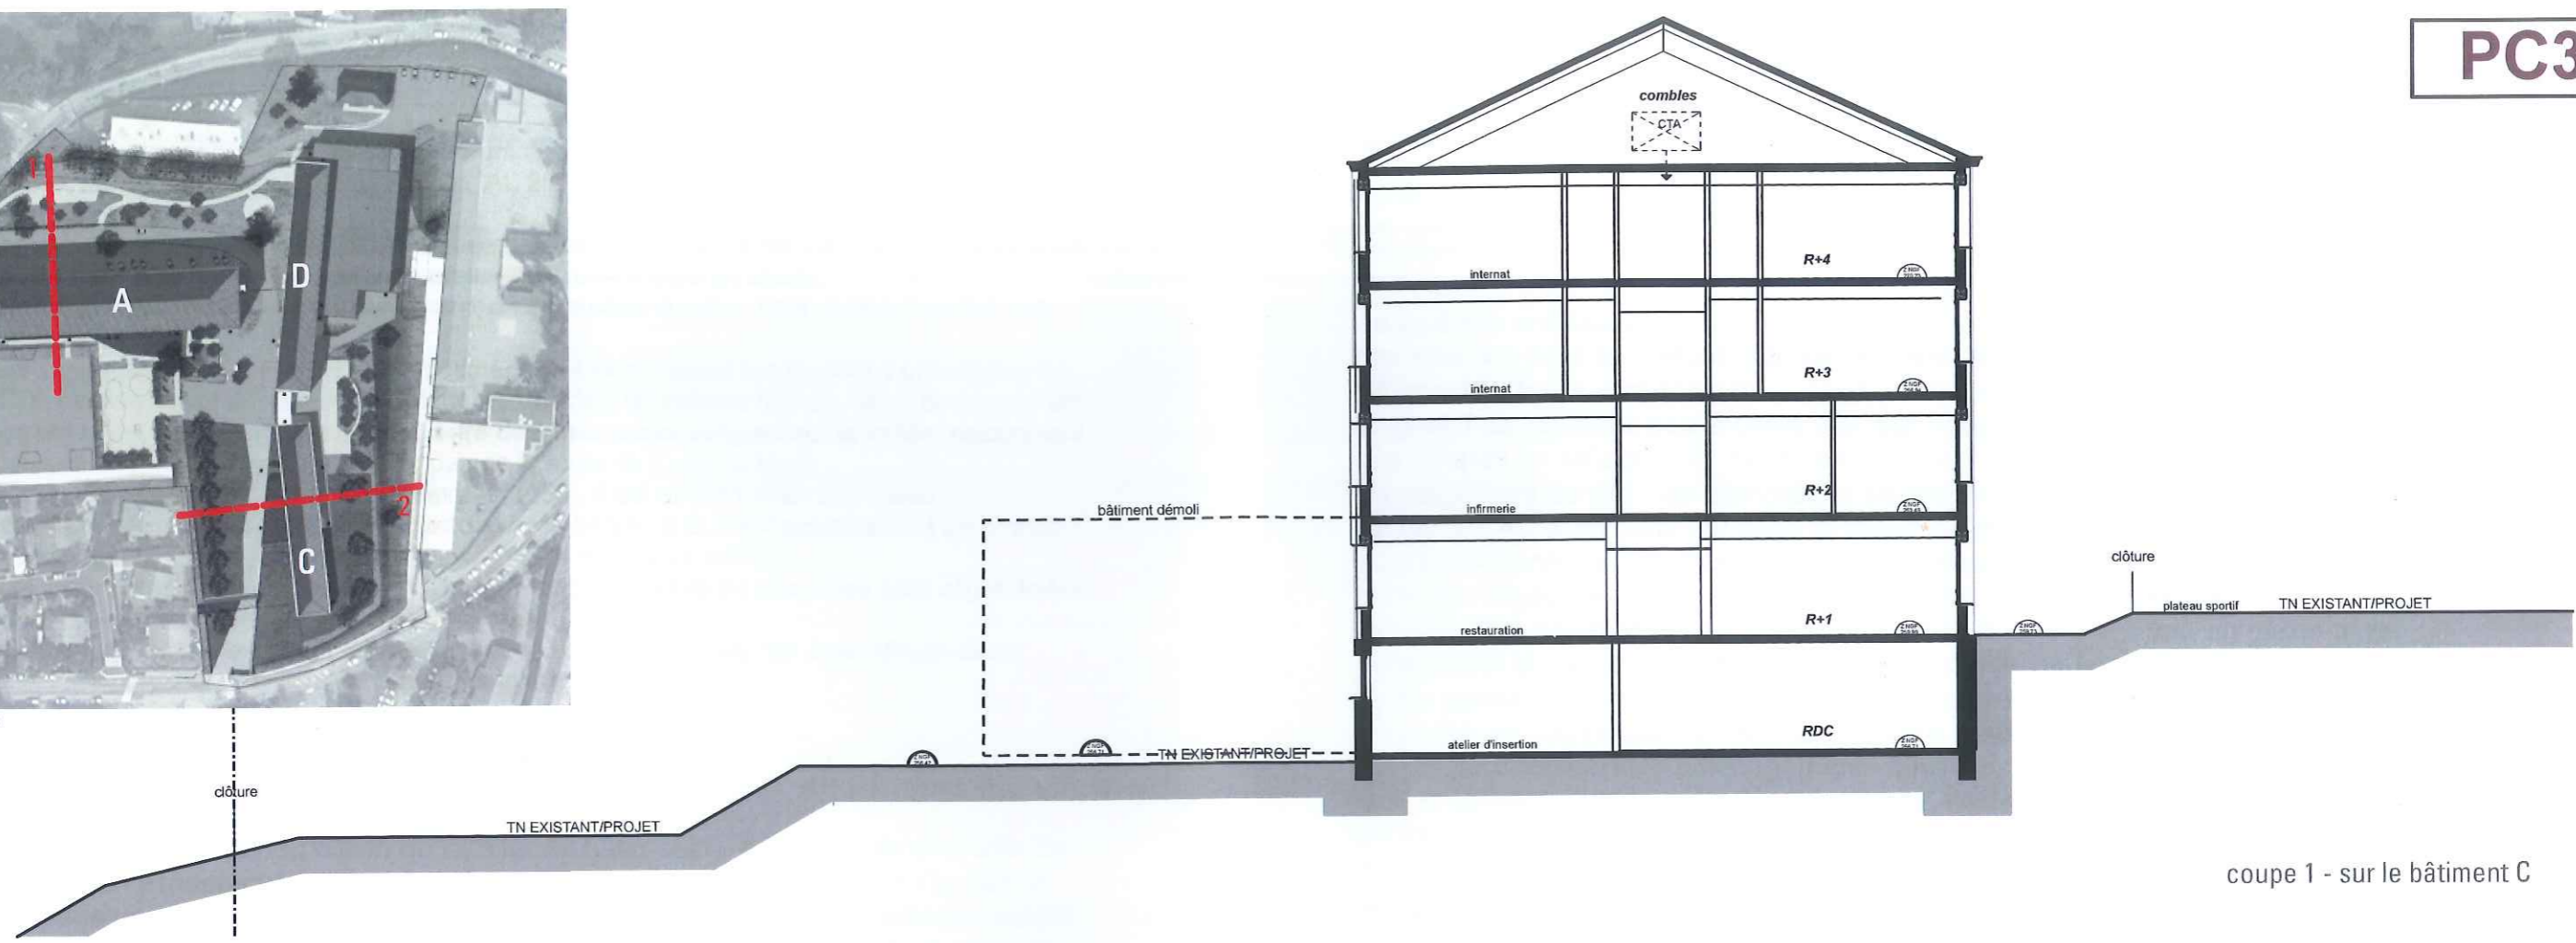 PC3
combles
CTA
1
D
A
2
C
R+4
internat
R+3
internat
R+2
infirmerie
bâtiment démoli
R+1
restauration
clôture
plateau sportif
TN EXISTANT/PROJET
RDC
atelier d'insertion
TN EXISTANT/PROJET
clôture
TN EXISTANT/PROJET
coupe 1 - sur le bâtiment C